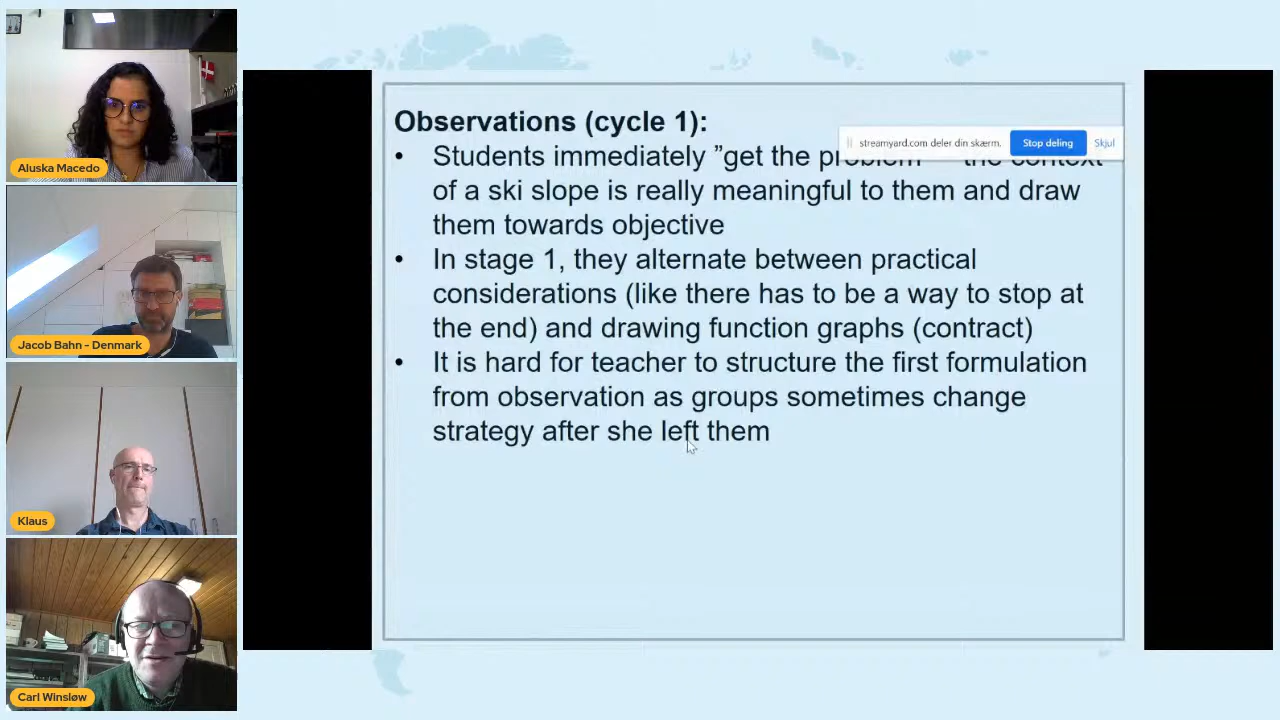 Aluska Macedo
Jacob Bahn - Denmark
Klaus
Carl Winsløw
Observations (cycle 1):
• Students immediately ”get the problem
of a ski slope is really meaningful to them and draw
them towards objective
• In stage 1, they alternate between practical
considerations (like there has to be a way to stop at
the end) and drawing function graphs (contract)
• It is hard for teacher to structure the first formulation
from observation as groups sometimes change
strategy after she left them
streamyard.com deler din skærm.
Stop deling
Skjul